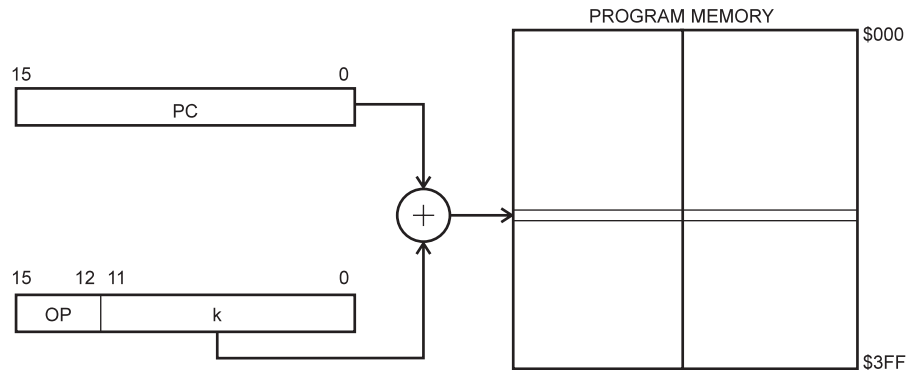 PROGRAM MEMORY
$000
15 0
PC
+
15 12 11 0
OP k
$3FF